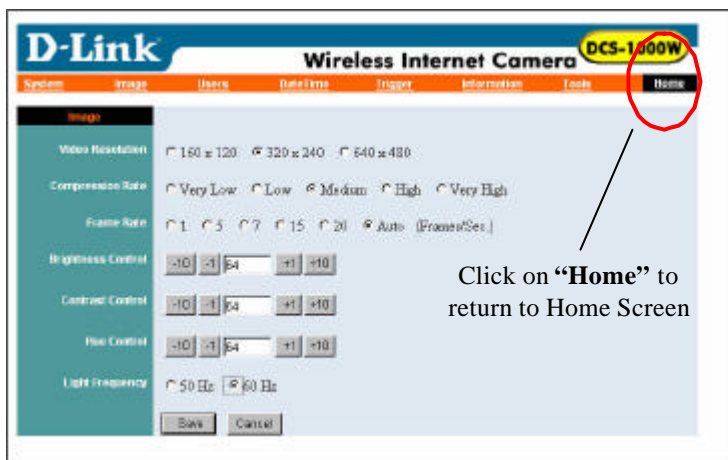 D-Link
Wireless Internet Camera
DCS-1000W
System Image Users DateTime Trigger Information Tools Home
Image
Video Resolution 160 x 120 320 x 240 640 x 480
Compression Rate Very Low Low Medium High Very High
Frame Rate 1 5 7 15 20 Auto (Frames/Sec.)
Brightness Control -10 -1 64 +1 +10
Contrast Control -10 -1 64 +1 +10
Hue Control -10 -1 64 +1 +10
Light Frequency 50 Hz 60 Hz
Save Cancel
Click on “Home” to
return to Home Screen